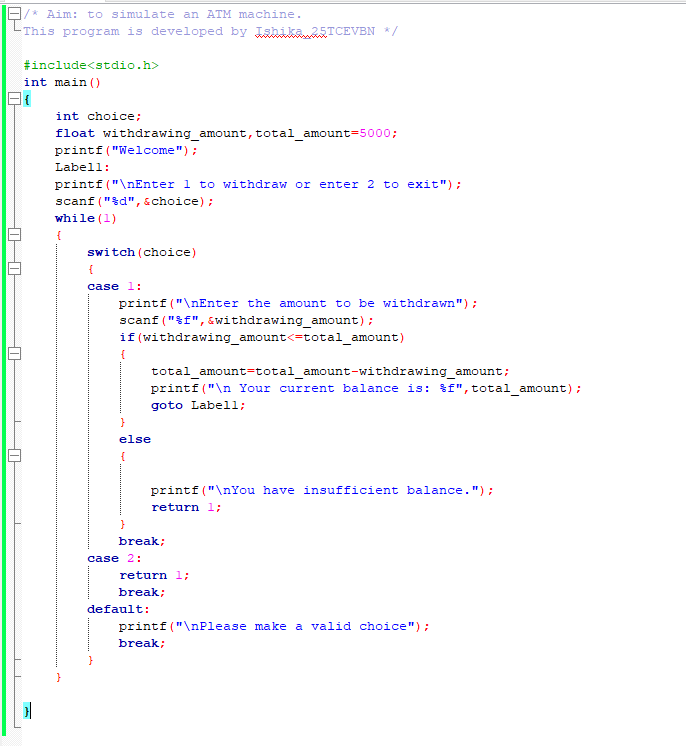 /* Aim: to simulate an ATM machine.
This program is developed by Ishika_25TCEVBN */
#include<stdio.h>
int main()
{
int choice;
float withdrawing_amount,total_amount=5000;
printf("Welcome");
Label1:
printf("\nEnter 1 to withdraw or enter 2 to exit");
scanf("%d",&choice);
while(1)
{
switch(choice)
{
case 1:
printf("\nEnter the amount to be withdrawn");
scanf("%f",&withdrawing_amount);
if(withdrawing_amount<=total_amount)
{
total_amount=total_amount-withdrawing_amount;
printf("\n Your current balance is: %f",total_amount);
goto Label1;
}
else
{
printf("\nYou have insufficient balance.");
return 1;
}
break;
case 2:
return 1;
break;
default:
printf("\nPlease make a valid choice");
break;
}
}
}